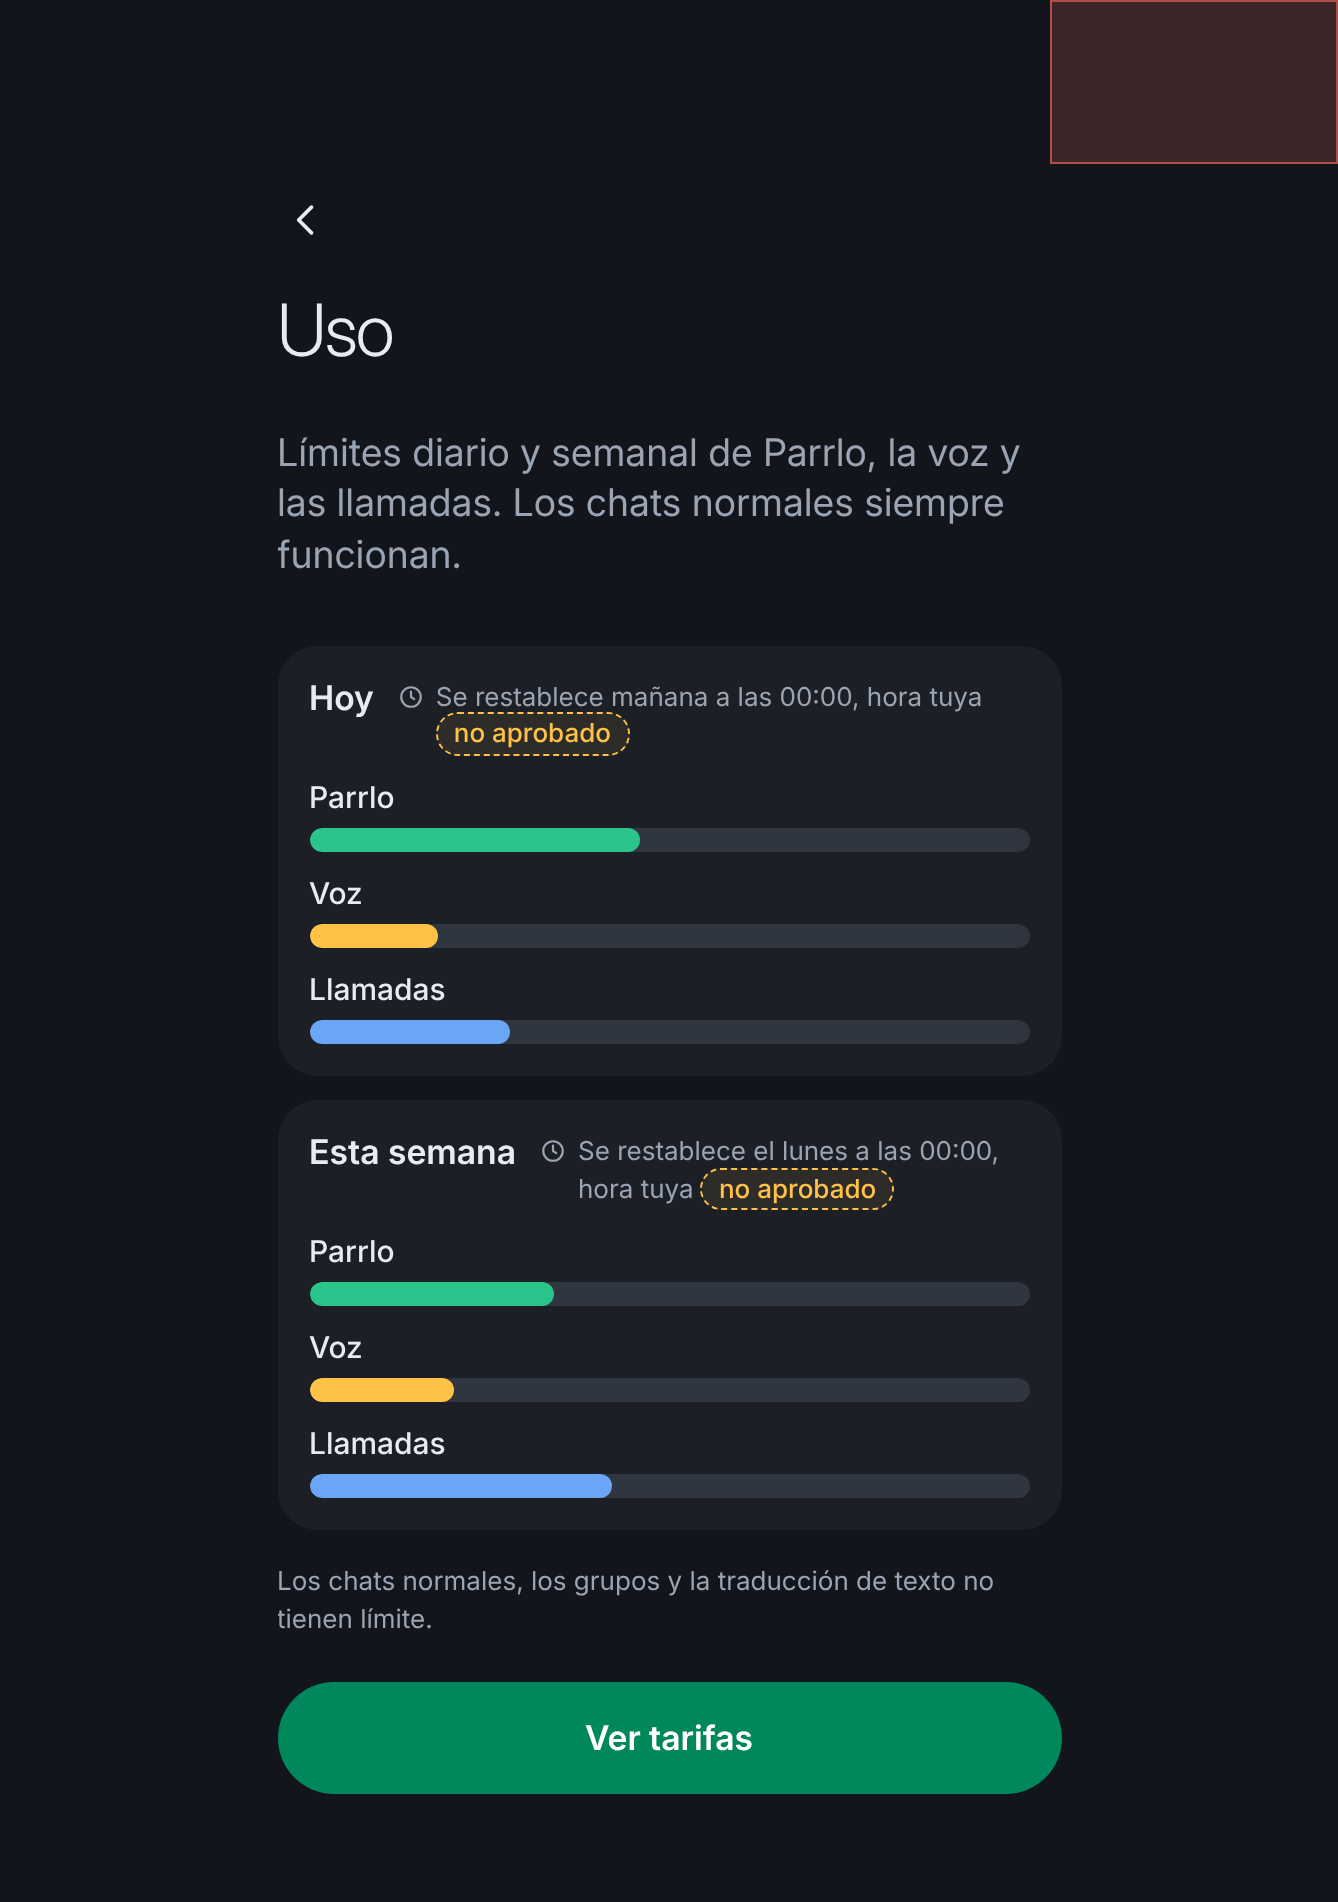 Uso
Límites diario y semanal de Parrlo, la voz y
las llamadas. Los chats normales siempre
funcionan.
Hoy Se restablece mañana a las 00:00, hora tuya
no aprobado
Parrlo
Voz
Llamadas
Esta semana Se restablece el lunes a las 00:00,
hora tuya no aprobado
Parrlo
Voz
Llamadas
Los chats normales, los grupos y la traducción de texto no
tienen límite.
Ver tarifas